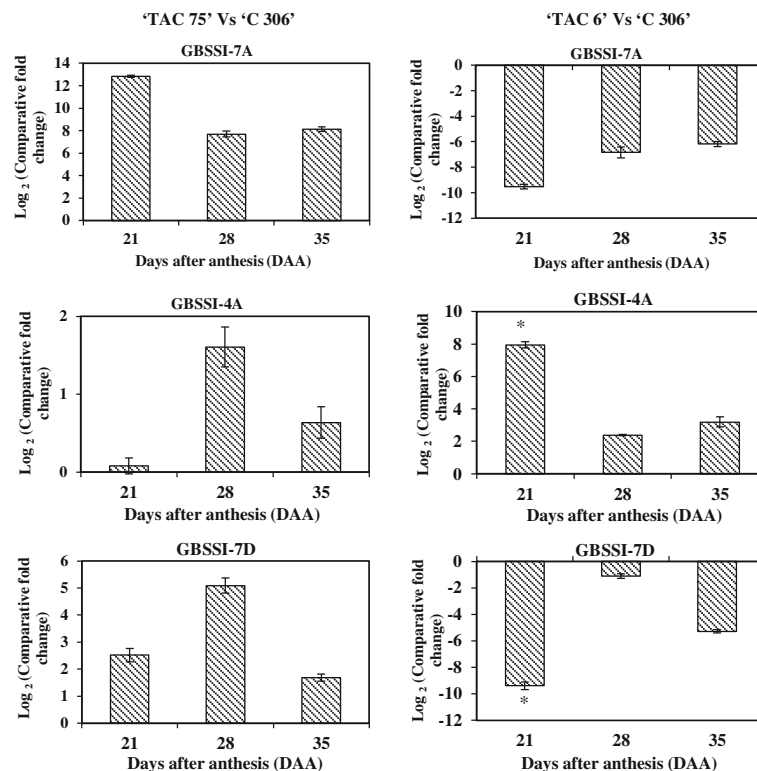 ‘TAC 75’ Vs ‘C 306’
GBSSI-7A
Log 2 (Comparative fold change)
14
12
10
8
6
4
2
0
21 28 35
Days after anthesis (DAA)
‘TAC 6’ Vs ‘C 306’
GBSSI-7A
Log 2 (Comparative fold change)
0
-2
-4
-6
-8
-10
-12
21 28 35
Days after anthesis (DAA)
GBSSI-4A
Log 2 (Comparative fold change)
2
1
0
21 28 35
Days after anthesis (DAA)
GBSSI-4A
Log 2 (Comparative fold change)
10
8
6
4
2
0
*
21 28 35
Days after anthesis (DAA)
GBSSI-7D
Log 2 (Comparative fold change)
6
5
4
3
2
1
0
21 28 35
Days after anthesis (DAA)
GBSSI-7D
Log 2 (Comparative fold change)
0
-2
-4
-6
-8
-10
-12
*
21 28 35
Days after anthesis (DAA)